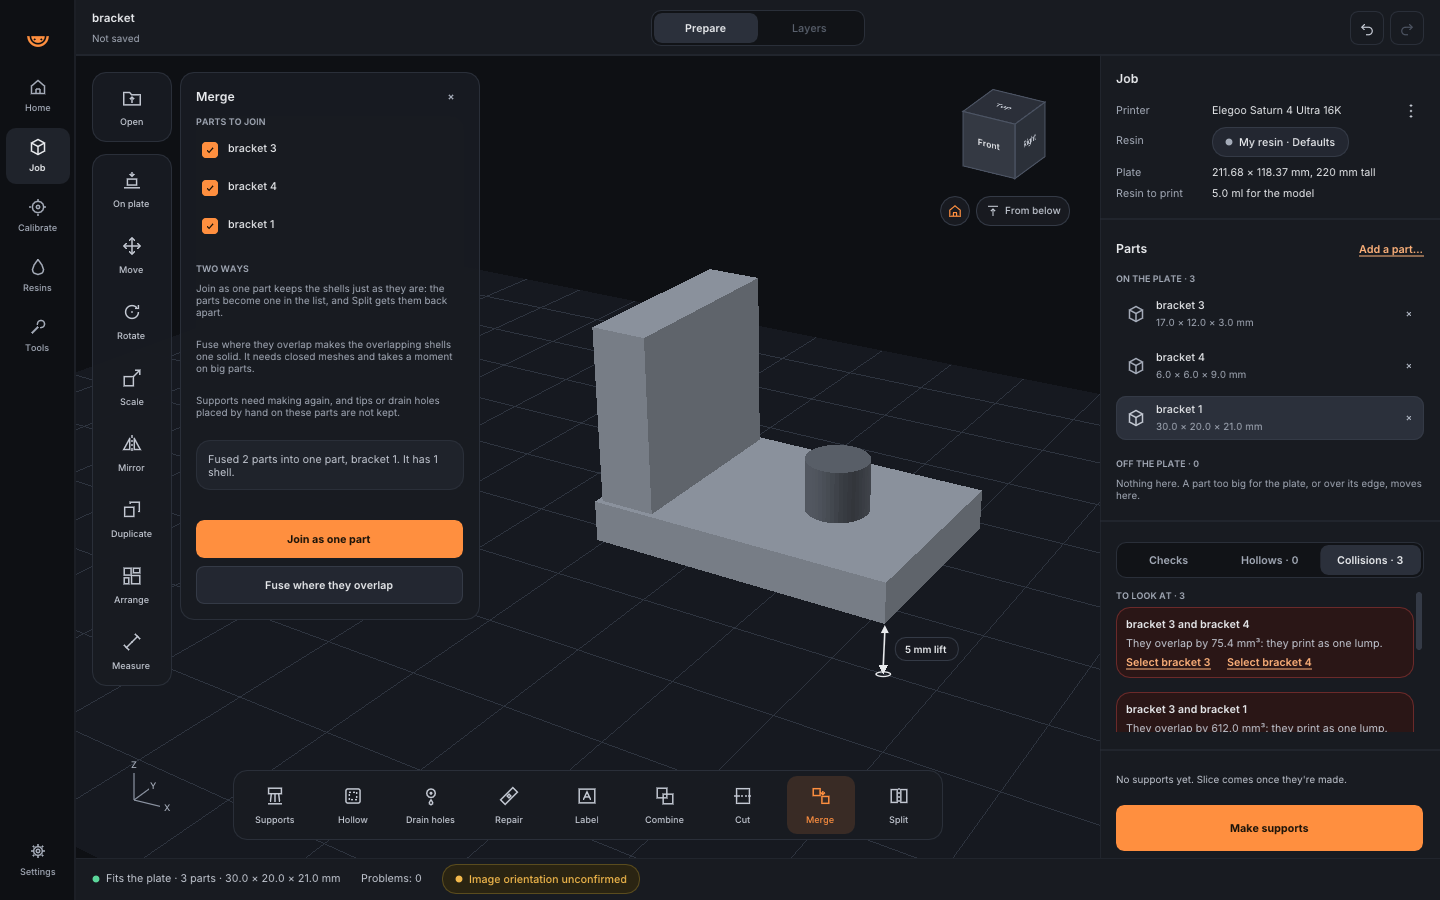 bracket
Not saved
Prepare
Layers
Home
Job
Calibrate
Resins
Tools
Settings
Open
On plate
Move
Rotate
Scale
Mirror
Duplicate
Arrange
Measure
Merge
×
PARTS TO JOIN
bracket 3
bracket 4
bracket 1
TWO WAYS
Join as one part keeps the shells just as they are: the
parts become one in the list, and Split gets them back
apart.
Fuse where they overlap makes the overlapping shells
one solid. It needs closed meshes and takes a moment
on big parts.
Supports need making again, and tips or drain holes
placed by hand on these parts are not kept.
Fused 2 parts into one part, bracket 1. It has 1
shell.
Join as one part
Fuse where they overlap
Top
Front
Right
From below
5 mm lift
Z
Y
X
Supports
Hollow
Drain holes
Repair
Label
Combine
Cut
Merge
Split
Job
Printer
Elegoo Saturn 4 Ultra 16K
Resin
My resin · Defaults
Plate
211.68 × 118.37 mm, 220 mm tall
Resin to print
5.0 ml for the model
Parts
Add a part...
ON THE PLATE · 3
bracket 3
17.0 × 12.0 × 3.0 mm
×
bracket 4
6.0 × 6.0 × 9.0 mm
×
bracket 1
30.0 × 20.0 × 21.0 mm
×
OFF THE PLATE · 0
Nothing here. A part too big for the plate, or over its edge, moves
here.
Checks
Hollows · 0
Collisions · 3
TO LOOK AT · 3
bracket 3 and bracket 4
They overlap by 75.4 mm³: they print as one lump.
Select bracket 3
Select bracket 4
bracket 3 and bracket 1
They overlap by 612.0 mm³: they print as one lump.
No supports yet. Slice comes once they're made.
Make supports
Fits the plate · 3 parts · 30.0 × 20.0 × 21.0 mm
Problems: 0
Image orientation unconfirmed